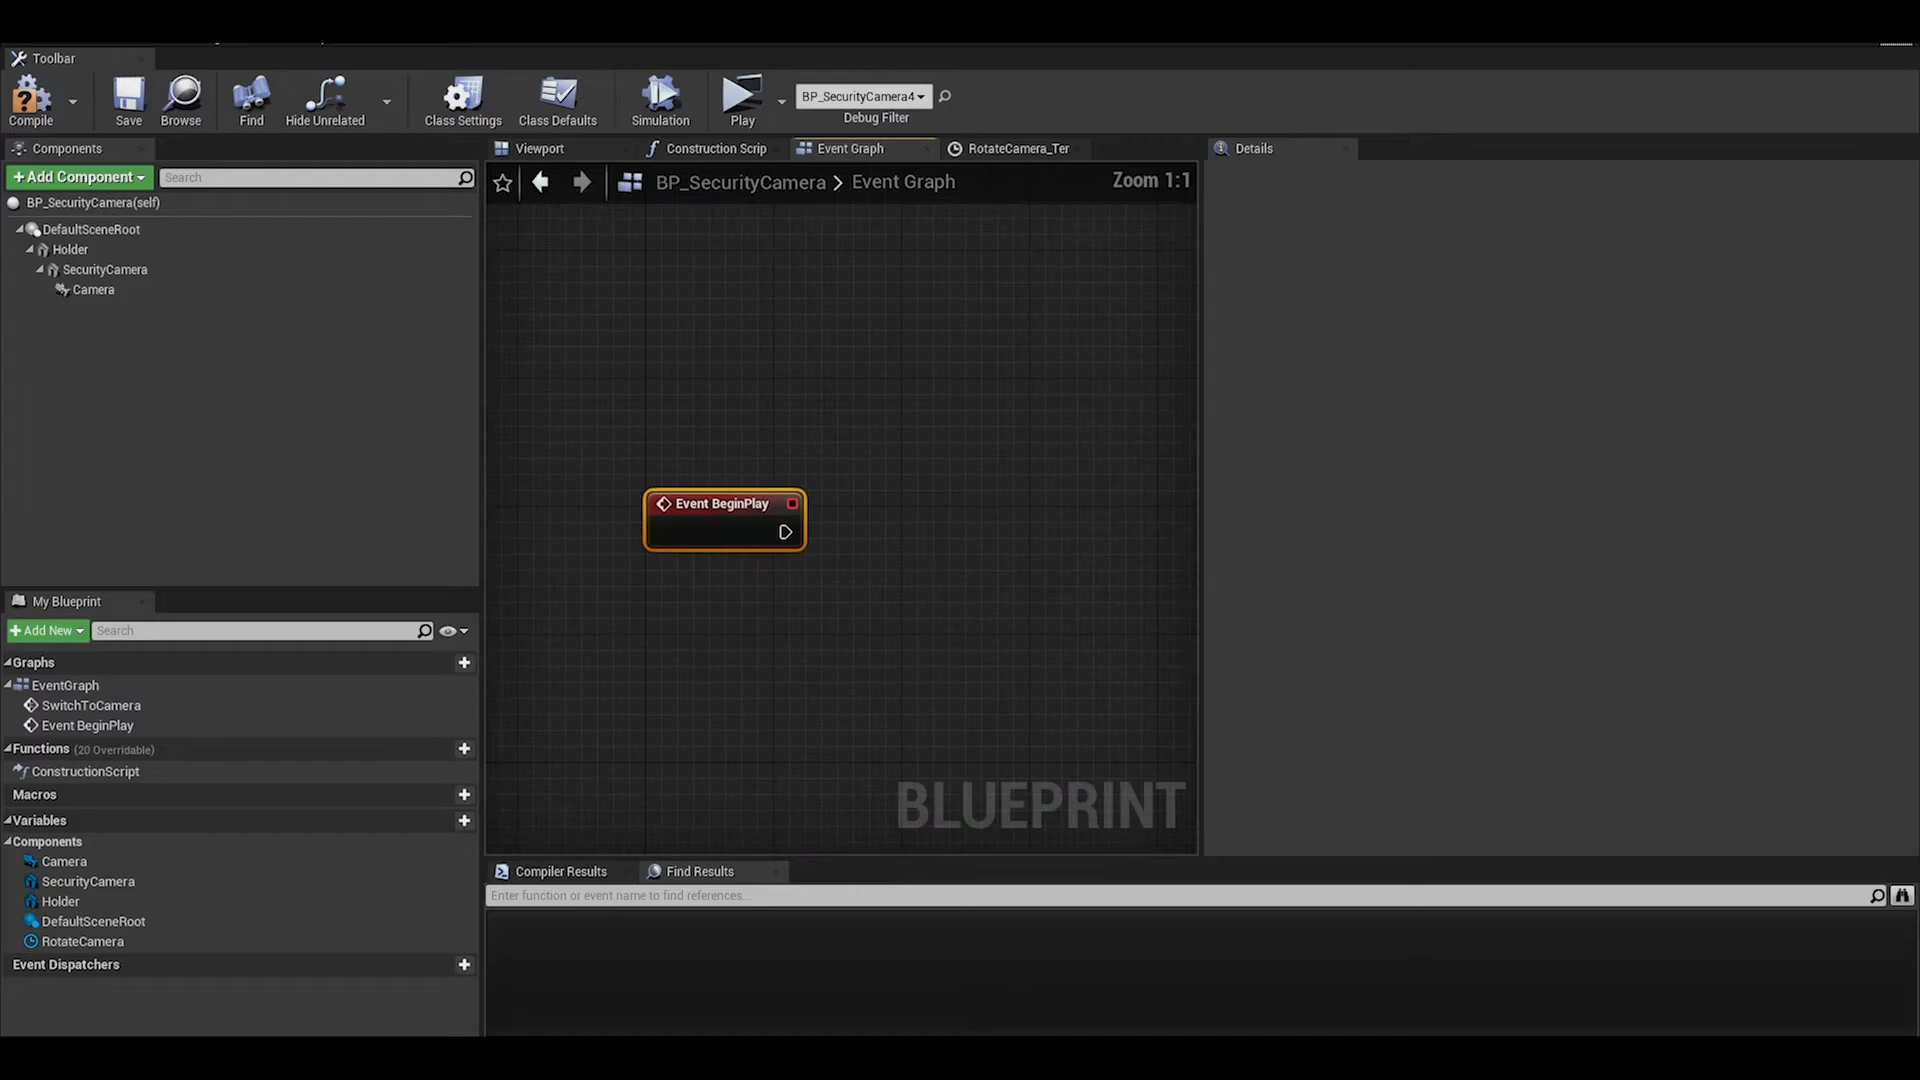 Toolbar
Compile
Save
Browse
Find
Hide Unrelated
Class Settings
Class Defaults
Simulation
Play
BP_SecurityCamera4
Debug Filter
Components
Viewport
Construction Scrip
Event Graph
RotateCamera_Ter
Details
+Add Component
Search
BP_SecurityCamera > Event Graph
Zoom 1:1
BP_SecurityCamera(self)
DefaultSceneRoot
Holder
SecurityCamera
Camera
Event BeginPlay
My Blueprint
+Add New
Search
Graphs
EventGraph
SwitchToCamera
Event BeginPlay
Functions (20 Overridable)
ConstructionScript
Macros
Variables
Components
Camera
SecurityCamera
Holder
DefaultSceneRoot
RotateCamera
Event Dispatchers
BLUEPRINT
Compiler Results
Find Results
Enter function or event name to find references...